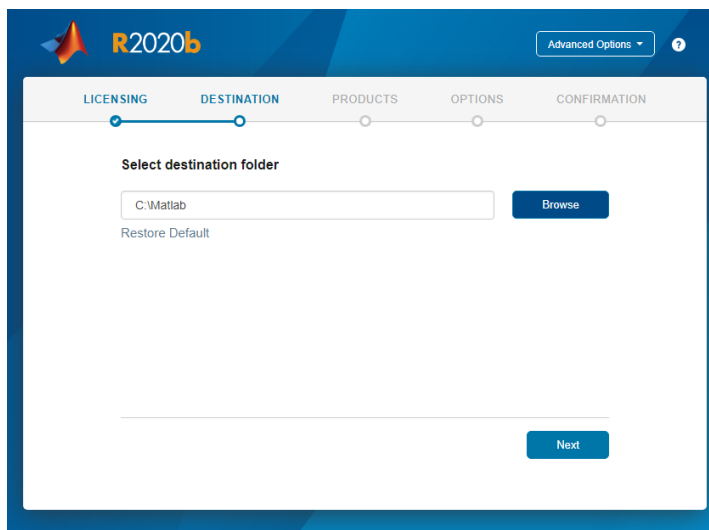 R2020b
Advanced Options
?
LICENSING DESTINATION PRODUCTS OPTIONS CONFIRMATION
Select destination folder
C:\Matlab
Browse
Restore Default
Next